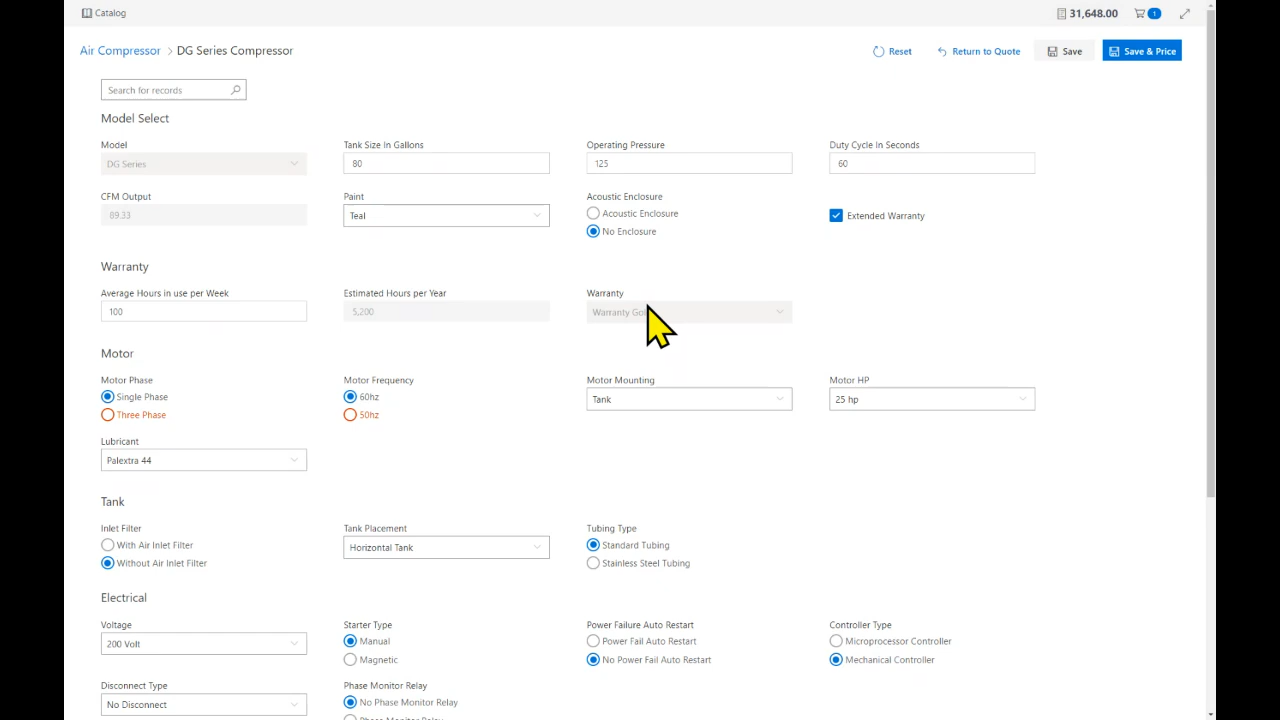 Catalog
31,648.00
1
Air Compressor > DG Series Compressor
Reset
Return to Quote
Save
Save & Price
Search for records
Model Select
Model
Tank Size In Gallons
Operating Pressure
Duty Cycle In Seconds
DG Series
80
125
60
CFM Output
Paint
Acoustic Enclosure
89.33
Teal
Acoustic Enclosure
No Enclosure
Extended Warranty
Warranty
Average Hours in use per Week
Estimated Hours per Year
Warranty
100
5,200
Warranty
Motor
Motor Phase
Motor Frequency
Motor Mounting
Motor HP
Single Phase
60hz
Tank
25 hp
Three Phase
50hz
Lubricant
Palextra 44
Tank
Inlet Filter
Tank Placement
Tubing Type
With Air Inlet Filter
Horizontal Tank
Standard Tubing
Without Air Inlet Filter
Stainless Steel Tubing
Electrical
Voltage
Starter Type
Power Failure Auto Restart
Controller Type
200 Volt
Manual
Power Fail Auto Restart
Microprocessor Controller
Magnetic
No Power Fail Auto Restart
Mechanical Controller
Disconnect Type
Phase Monitor Relay
No Disconnect
No Phase Monitor Relay
Phase Monitor Relay